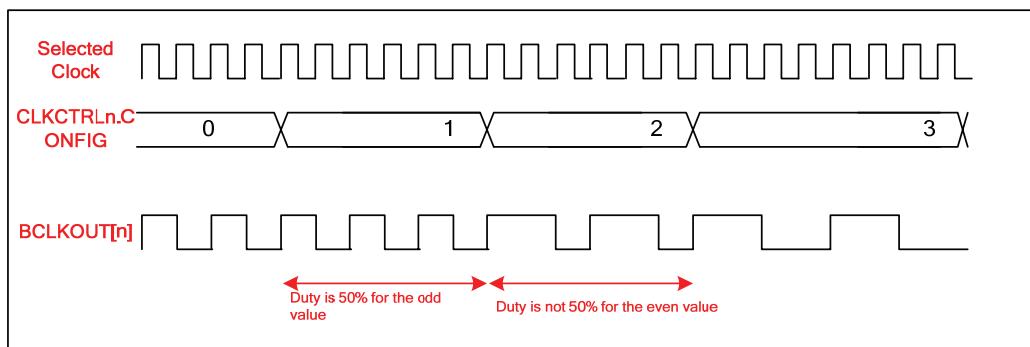 Selected
Clock
CLKCTRLn.C
ONFIG
0
1
2
3
BCLKOUT[n]
Duty is 50% for the odd
value
Duty is not 50% for the even value